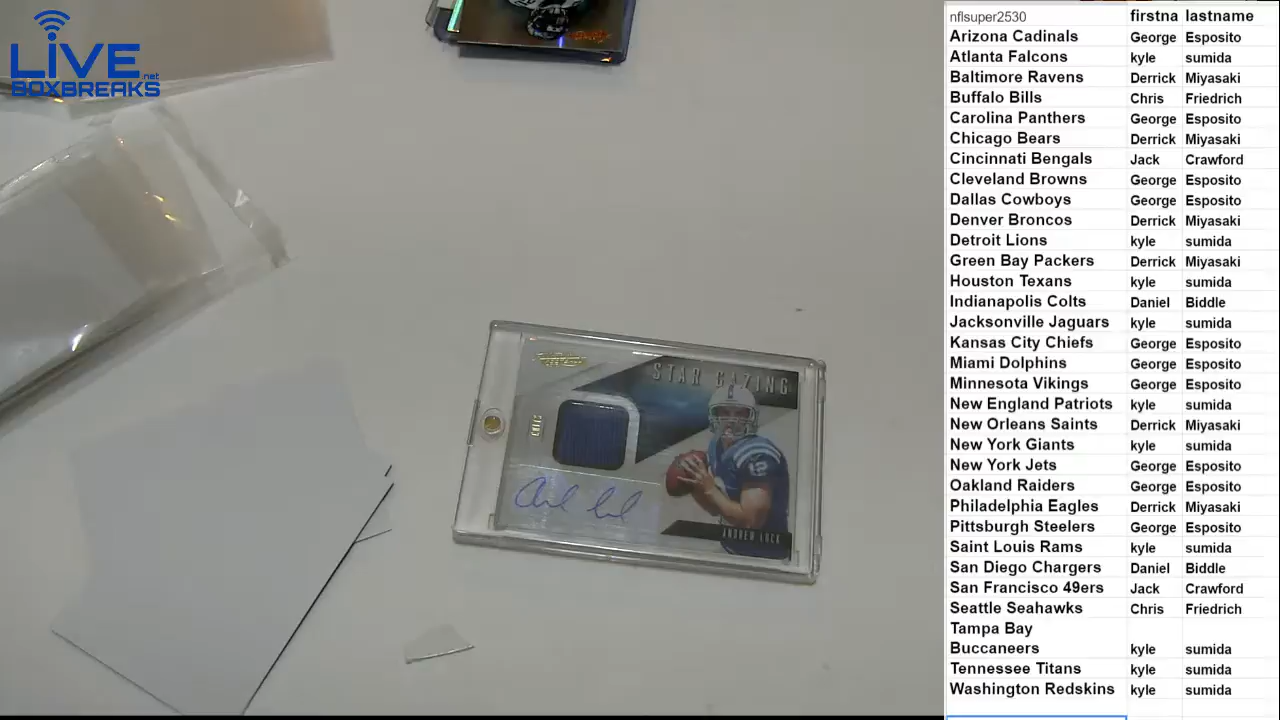 LIVE
.net
BOXBREAKS
STAR GAZING
COLTS
12
ANDREW LUCK
nflsuper2530 firstna lastname
Arizona Cadinals George Esposito
Atlanta Falcons kyle sumida
Baltimore Ravens Derrick Miyasaki
Buffalo Bills Chris Friedrich
Carolina Panthers George Esposito
Chicago Bears Derrick Miyasaki
Cincinnati Bengals Jack Crawford
Cleveland Browns George Esposito
Dallas Cowboys George Esposito
Denver Broncos Derrick Miyasaki
Detroit Lions kyle sumida
Green Bay Packers Derrick Miyasaki
Houston Texans kyle sumida
Indianapolis Colts Daniel Biddle
Jacksonville Jaguars kyle sumida
Kansas City Chiefs George Esposito
Miami Dolphins George Esposito
Minnesota Vikings George Esposito
New England Patriots kyle sumida
New Orleans Saints Derrick Miyasaki
New York Giants kyle sumida
New York Jets George Esposito
Oakland Raiders George Esposito
Philadelphia Eagles Derrick Miyasaki
Pittsburgh Steelers George Esposito
Saint Louis Rams kyle sumida
San Diego Chargers Daniel Biddle
San Francisco 49ers Jack Crawford
Seattle Seahawks Chris Friedrich
Tampa Bay
Buccaneers kyle sumida
Tennessee Titans kyle sumida
Washington Redskins kyle sumida